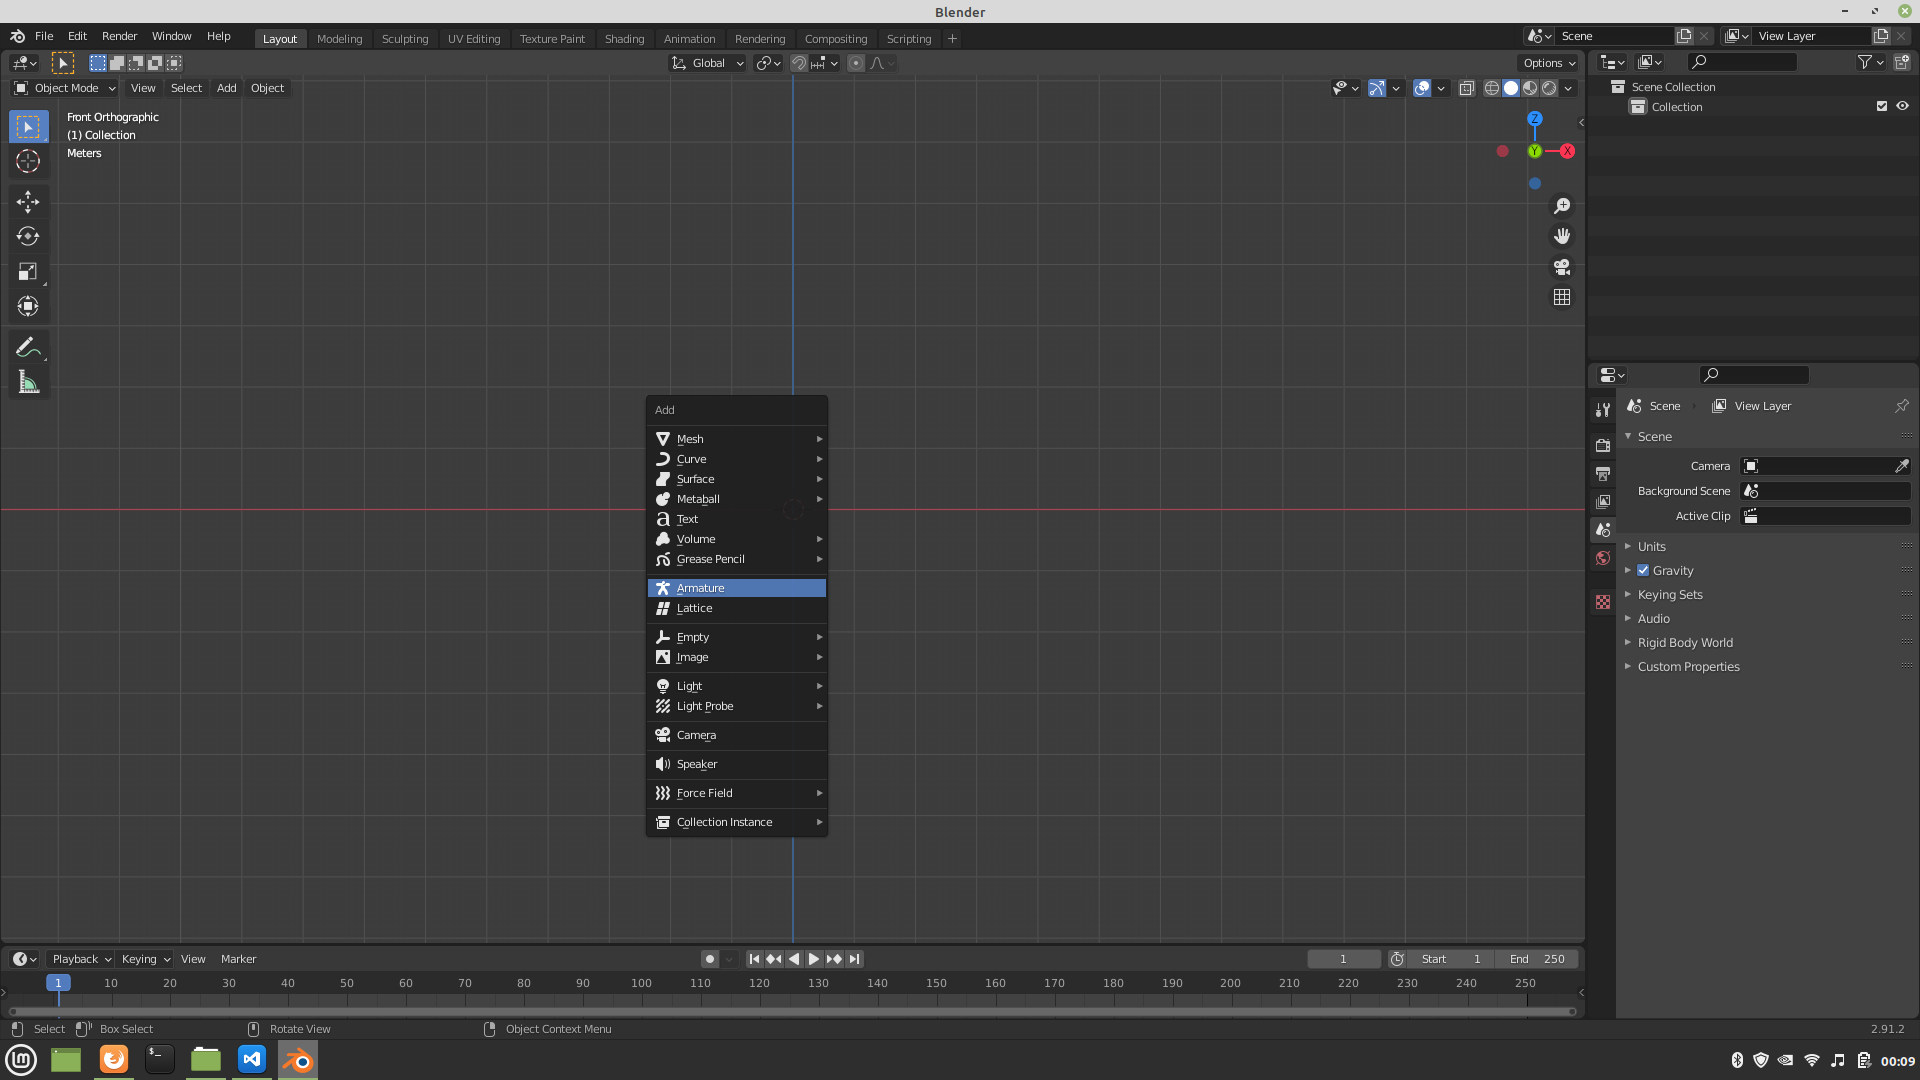 Blender
File Edit Render Window Help Layout Modeling Sculpting UV Editing Texture Paint Shading Animation Rendering Compositing Scripting + Scene View Layer
Global Options
Object Mode View Select Add Object
Scene Collection
Collection
Front Orthographic
(1) Collection
Meters
Z
Y
X
Add
Mesh
Curve
Surface
Metaball
Text
Volume
Grease Pencil
Armature
Lattice
Empty
Image
Light
Light Probe
Camera
Speaker
Force Field
Collection Instance
Scene View Layer
Scene
Camera
Background Scene
Active Clip
Units
Gravity
Keying Sets
Audio
Rigid Body World
Custom Properties
Playback Keying View Marker 1 Start 1 End 250
1 10 20 30 40 50 60 70 80 90 100 110 120 130 140 150 160 170 180 190 200 210 220 230 240 250
Select Box Select Rotate View Object Context Menu 2.91.2
00:09